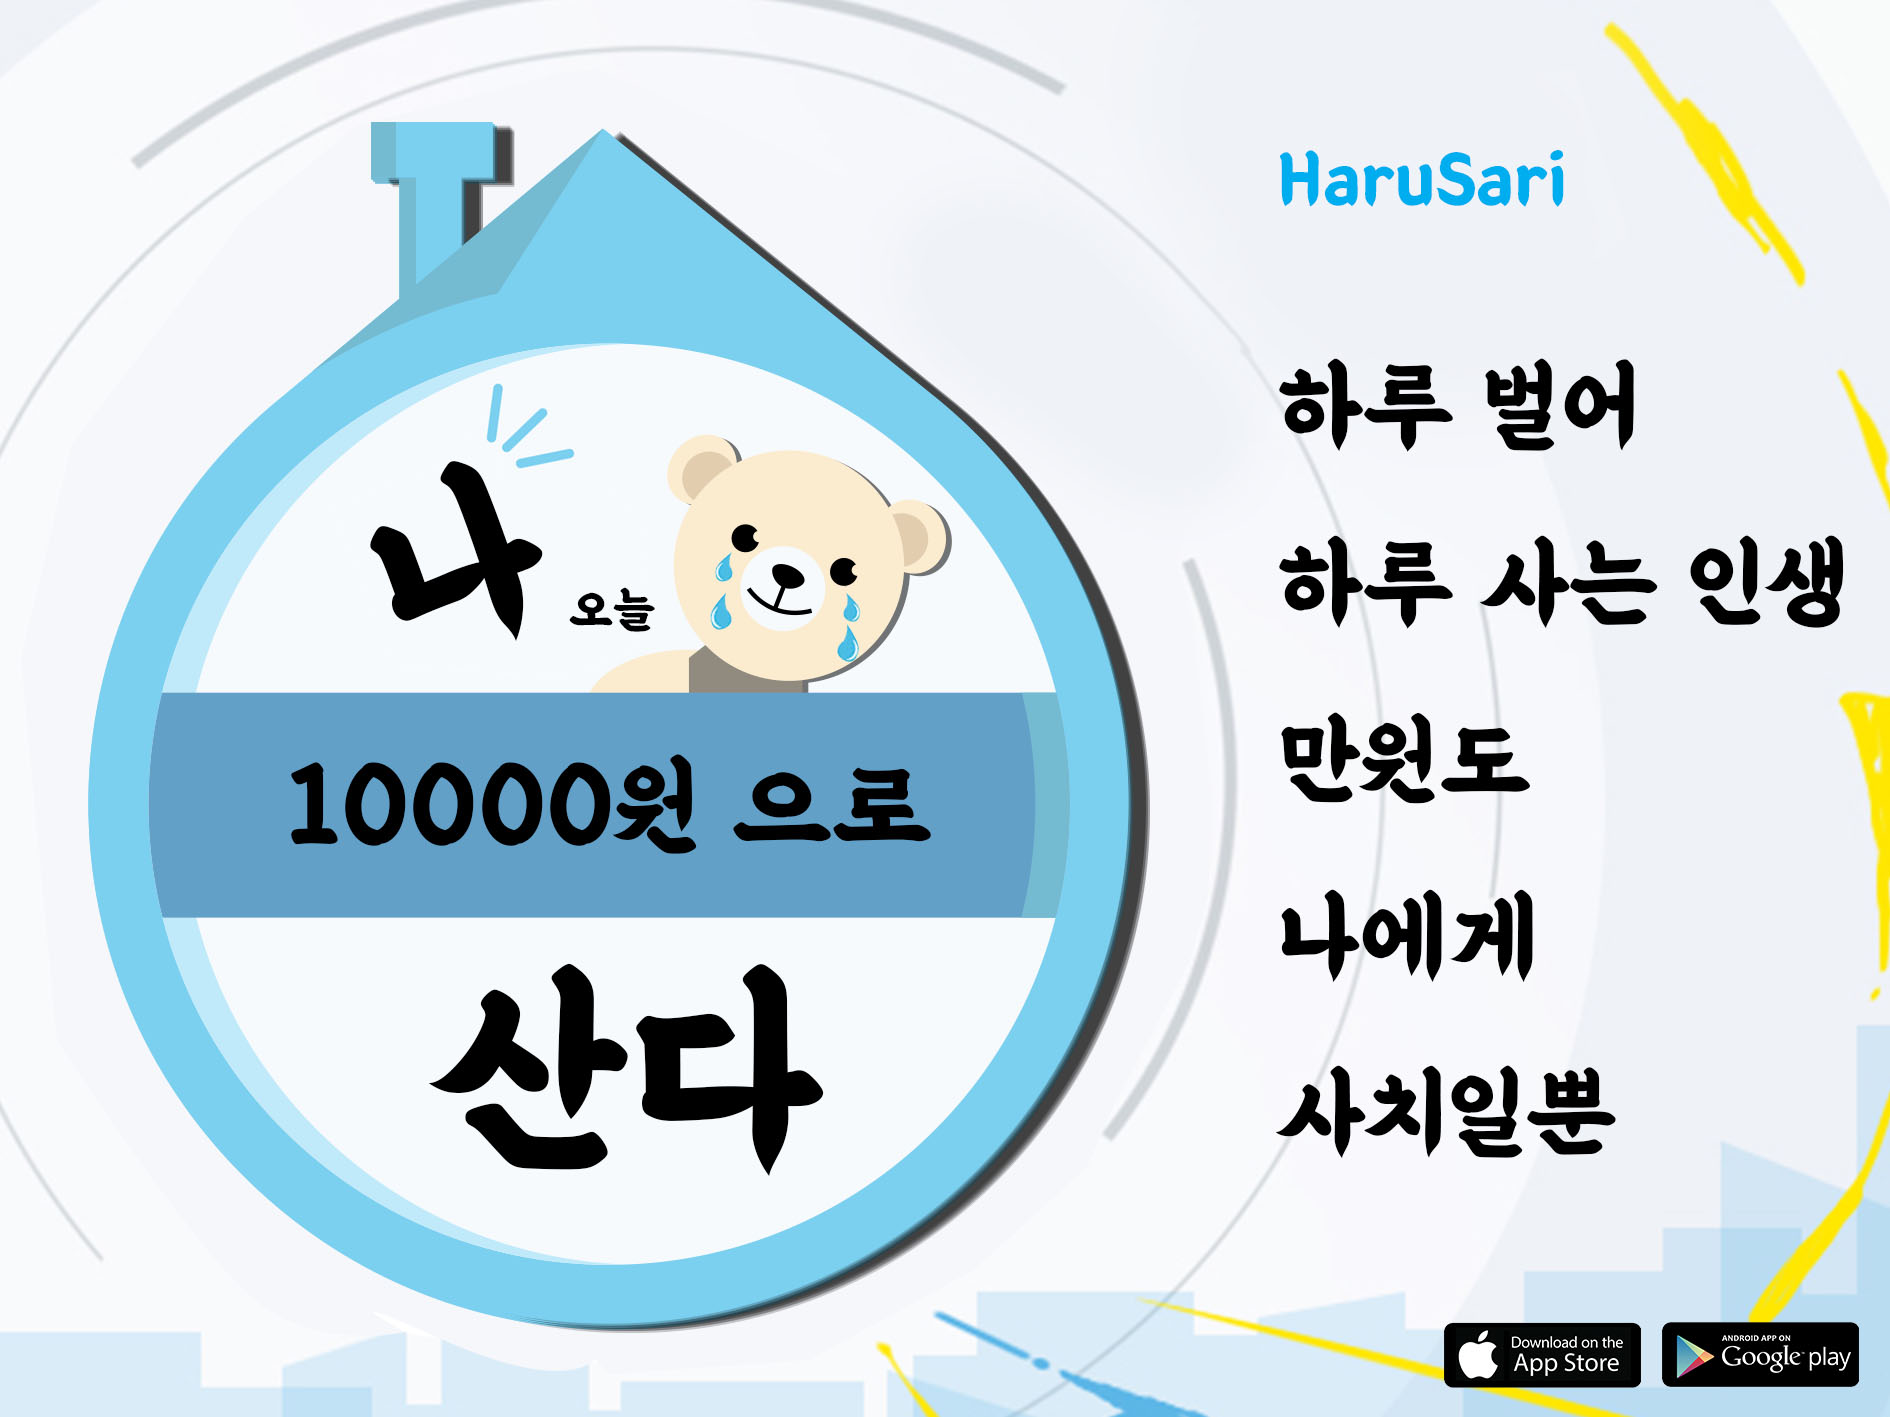 나 오늘
10000원 으로
산다
HaruSari
하루 벌어
하루 사는 인생
만원도
나에게
사치일뿐
Download on the
App Store
ANDROID APP ON
Google play